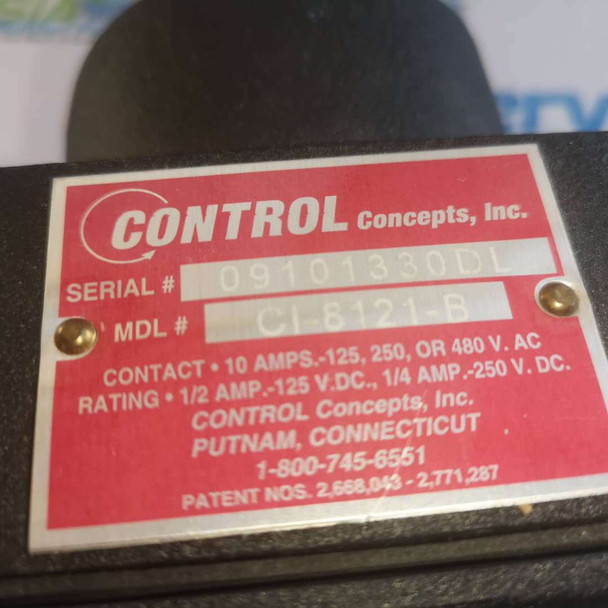 CONTROL Concepts, Inc.
SERIAL # 09101330DL
MDL # CI-8121-B
CONTACT • 10 AMPS.-125, 250, OR 480 V. AC
RATING • 1/2 AMP.-125 V.DC., 1/4 AMP.-250 V. DC.
CONTROL Concepts, Inc.
PUTNAM, CONNECTICUT
1-800-745-6551
PATENT NOS. 2,668,043 - 2,771,287